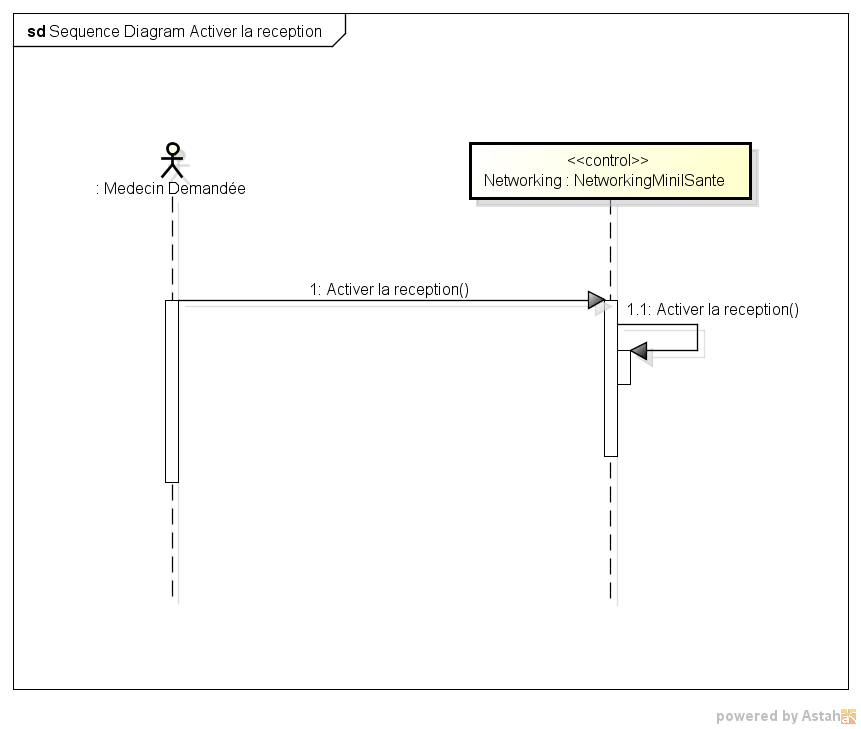 sd Sequence Diagram Activer la reception
: Medecin Demandée
<<control>>
Networking : NetworkingMinilSante
1: Activer la reception()
1.1: Activer la reception()
powered by Astah